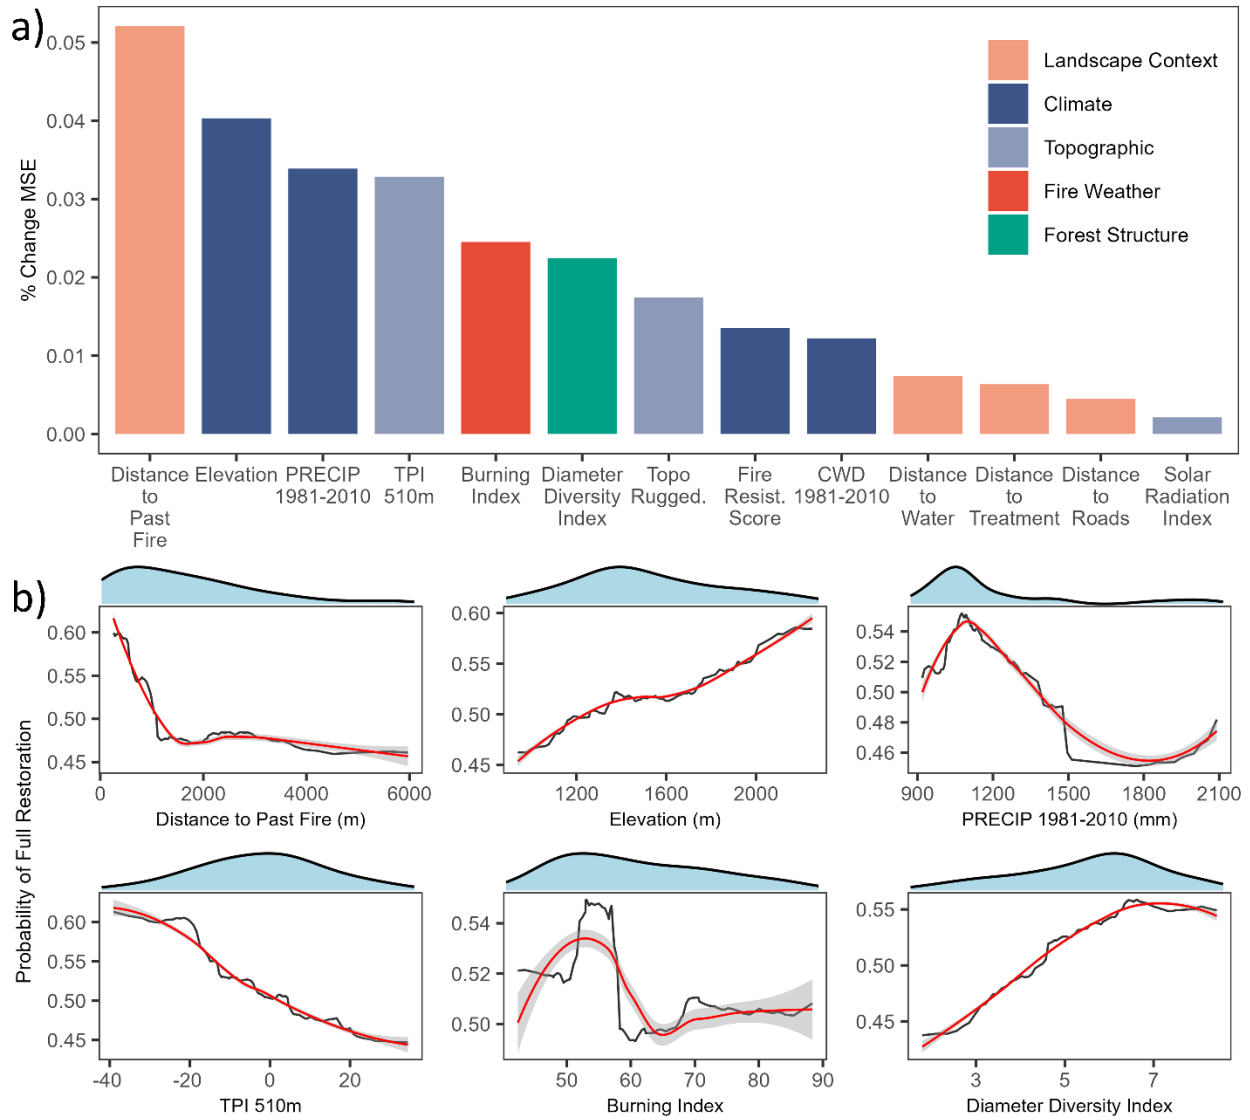 a)
% Change MSE
0.05
0.04
0.03
0.02
0.01
0.00
Landscape Context
Climate
Topographic
Fire Weather
Forest Structure
Distance to Past Fire
Elevation
PRECIP 1981-2010
TPI 510m
Burning Index
Diameter Diversity Index
Topo Rugged.
Fire Resist. Score
CWD 1981-2010
Distance to Water
Distance to Treatment
Distance to Roads
Solar Radiation Index
b)
Probability of Full Restoration
0.60
0.55
0.50
0.45
0 2000 4000 6000
Distance to Past Fire (m)
0.60
0.55
0.50
0.45
1200 1600 2000
Elevation (m)
0.54
0.52
0.50
0.48
0.46
900 1200 1500 1800 2100
PRECIP 1981-2010 (mm)
0.60
0.55
0.50
0.45
-40 -20 0 20
TPI 510m
0.54
0.52
0.50
50 60 70 80 90
Burning Index
0.55
0.50
0.45
3 5 7
Diameter Diversity Index